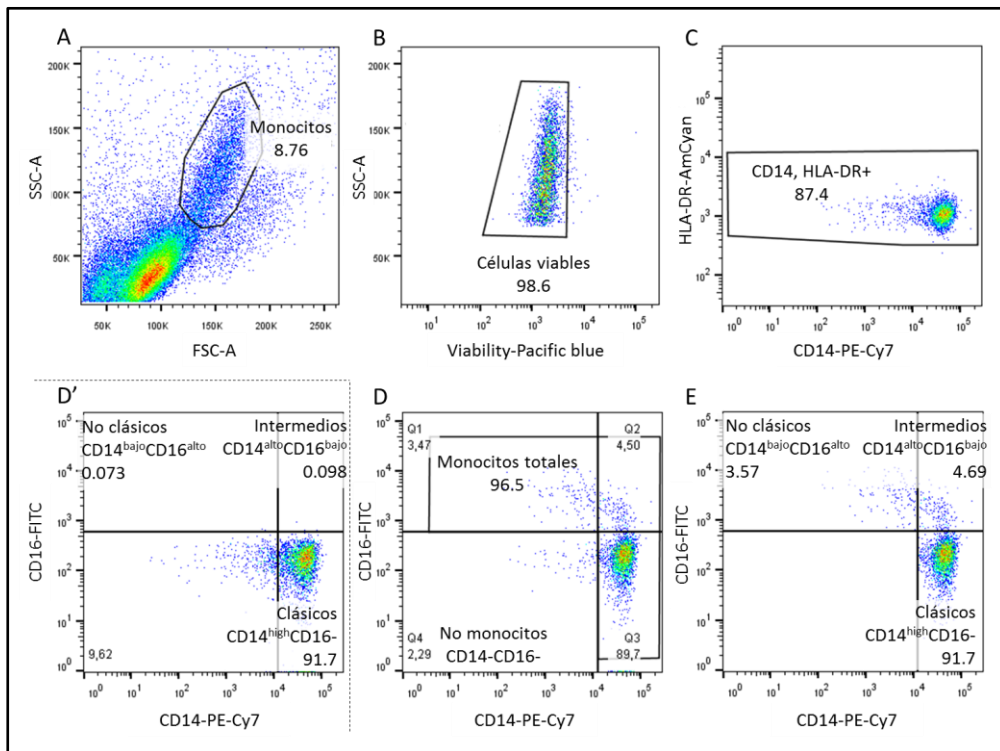 A
SSC-A
200K
150K
00K
50K
Monocitos
8.76
50K
100K
150K
200K
250K
FSC-A
B
SSC-A
200K
150K
00K
50K
Células viables
98.6
10¹
10²
10³
10⁴
10⁵
Viability-Pacific blue
C
HLA-DR-AmCyan
10⁵
10⁴
10³
10²
CD14, HLA-DR+
87.4
10⁰
10¹
10²
10³
10⁴
10⁵
CD14-PE-Cy7
D’
CD16-FITC
10⁵
10⁴
10³
10²
10¹
10⁰
No clásicos
CD14ᵇᵃʲᵒCD16ᵃˡᵗᵒ
0.073
Intermedios
CD14ᵃˡᵗᵒCD16ᵇᵃʲᵒ
0.098
Clásicos
CD14ʰⁱᵍʰCD16-
91.7
9,62
10⁰
10¹
10²
10³
10⁴
10⁵
CD14-PE-Cy7
D
CD16-FITC
10⁵
10⁴
10³
10²
10¹
10⁰
Q1
3,47
Q2
4,50
Monocitos totales
96.5
Q4
2,29
No monocitos
CD14-CD16-
Q3
89,7
10⁰
10¹
10²
10³
10⁴
10⁵
CD14-PE-Cy7
E
CD16-FITC
10⁵
10⁴
10³
10²
10¹
10⁰
No clásicos
CD14ᵇᵃʲᵒCD16ᵃˡᵗᵒ
3.57
Intermedios
CD14ᵃˡᵗᵒCD16ᵇᵃʲᵒ
4.69
Clásicos
CD14ʰⁱᵍʰCD16-
91.7
10⁰
10¹
10²
10³
10⁴
10⁵
CD14-PE-Cy7